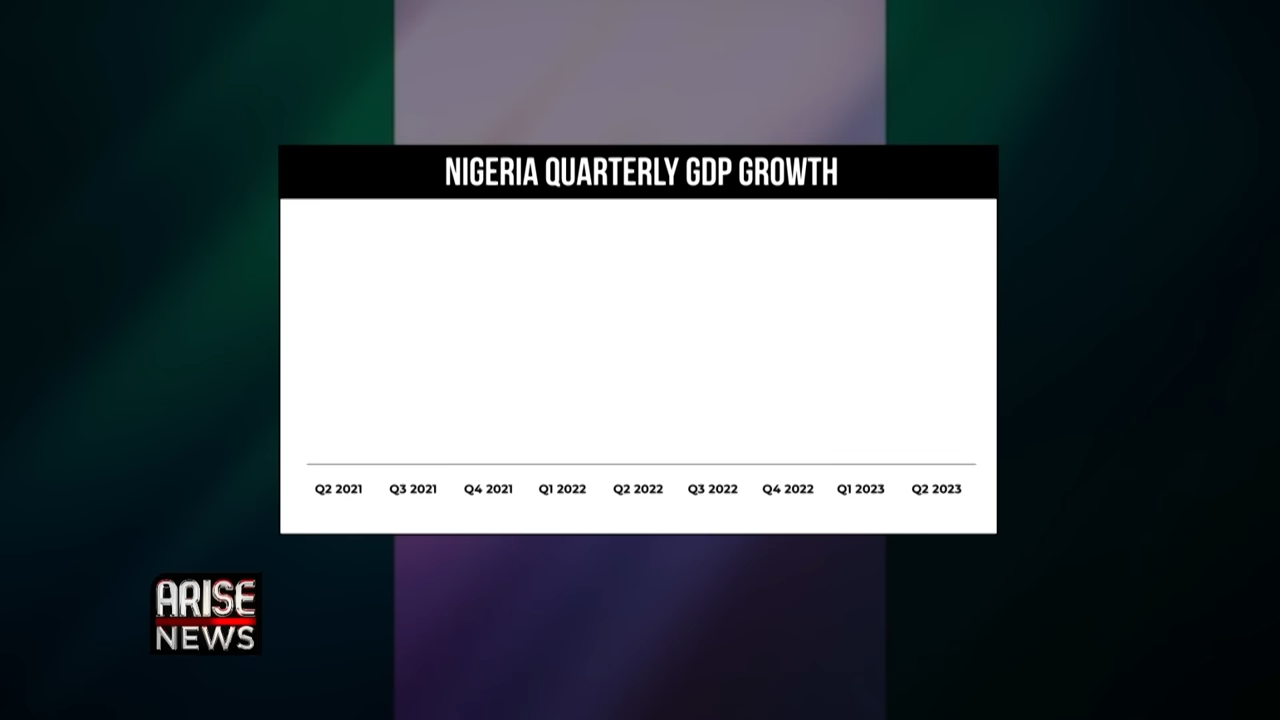 NIGERIA QUARTERLY GDP GROWTH
Q2 2021 Q3 2021 Q4 2021 Q1 2022 Q2 2022 Q3 2022 Q4 2022 Q1 2023 Q2 2023
ARISE
NEWS